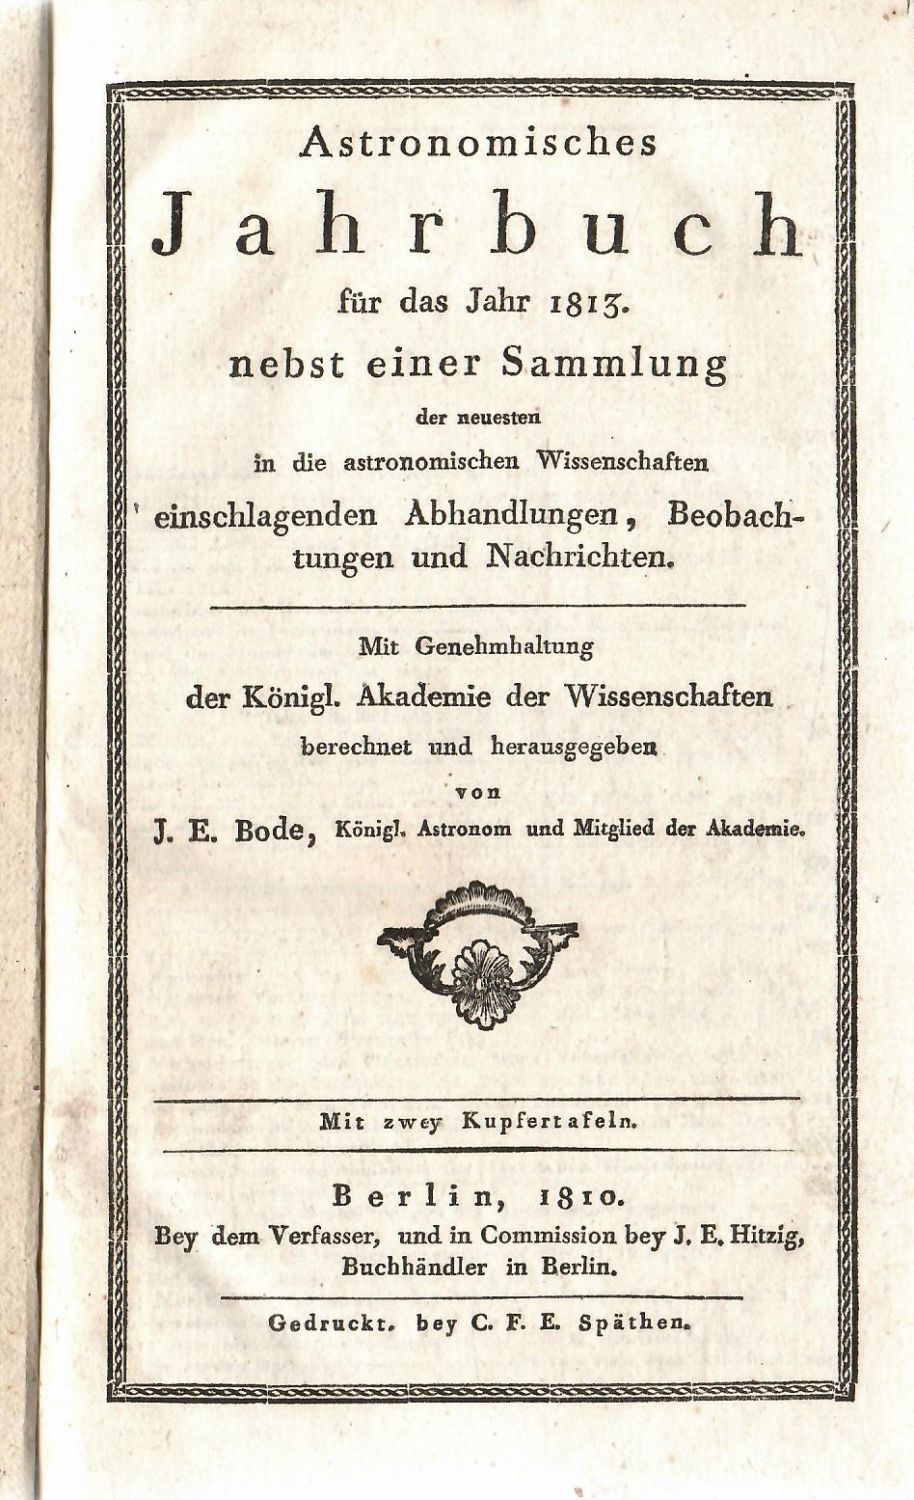 Astronomisches
Jahrbuch
für das Jahr 1813.
nebst einer Sammlung
der neuesten
in die astronomischen Wissenschaften
einschlagenden Abhandlungen, Beobach-
tungen und Nachrichten.
Mit Genehmhaltung
der Königl. Akademie der Wissenschaften
berechnet und herausgegeben
von
J. E. Bode, Königl. Astronom und Mitglied der Akademie.
Mit zwey Kupfertafeln.
Berlin, 1810.
Bey dem Verfasser, und in Commission bey J. E. Hitzig,
Buchhändler in Berlin.
Gedruckt. bey C. F. E. Späthen.